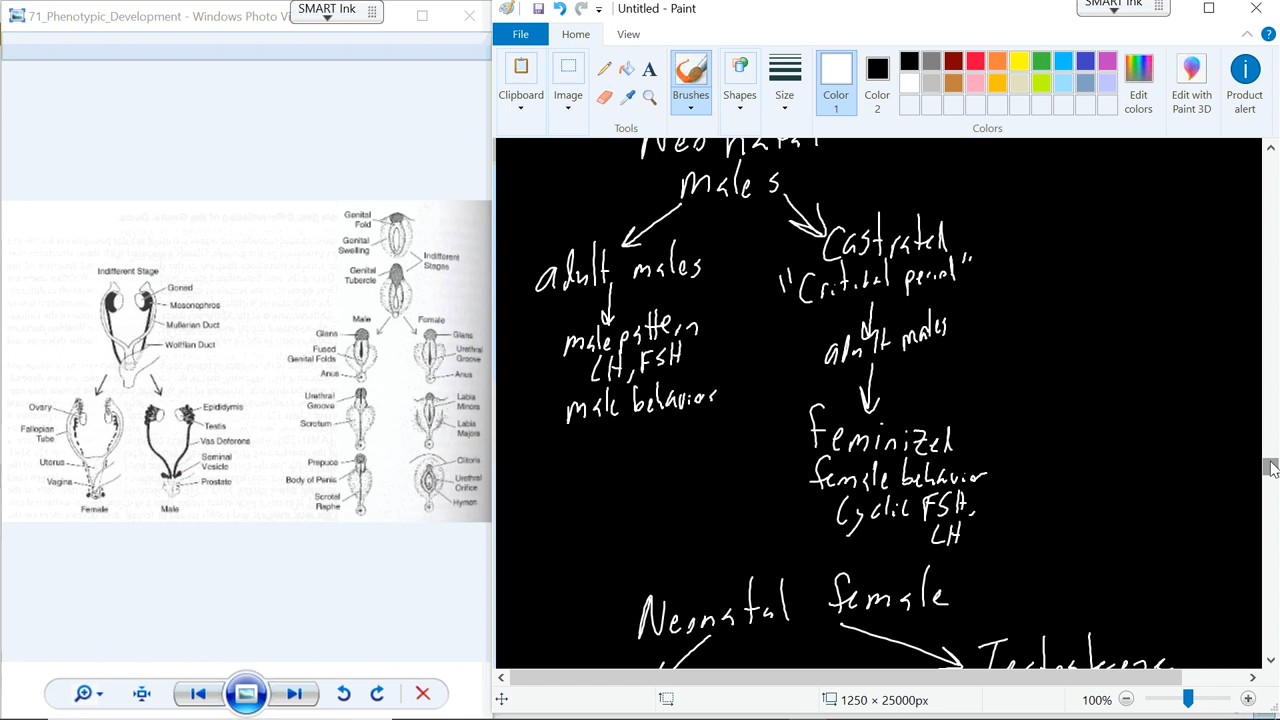 71_Phenotypic_Development - Windows Photo Vi
SMART Ink
Untitled - Paint
SMART Ink
File
Home
View
Clipboard
Image
Tools
Brushes
Shapes
Size
Color 1
Color 2
Colors
Edit colors
Edit with Paint 3D
Product alert
Indifferent Stage
Gonad
Mesonephros
Mullerian Duct
Wolffian Duct
Ovary
Fallopian Tube
Uterus
Vagina
Female
Epididymis
Testis
Vas Deferens
Seminal Vesicle
Prostate
Male
Genital Fold
Genital Swelling
Genital Tubercle
Indifferent Stages
Male
Female
Glans
Fused Genital Folds
Anus
Glans
Urethral Groove
Anus
Urethral Groove
Scrotum
Labia Minora
Labia Majora
Prepuce
Body of Penis
Scrotal Raphe
Clitoris
Urethral Orifice
Hymen
Neonatal
males
adult males
male pattern
LH, FSH
male behavior
Castrated
"Critical period"
adult males
feminized
female behavior
Cyclic FSH,
LH
Neonatal female
Testosterone
1250 × 25000px
100%